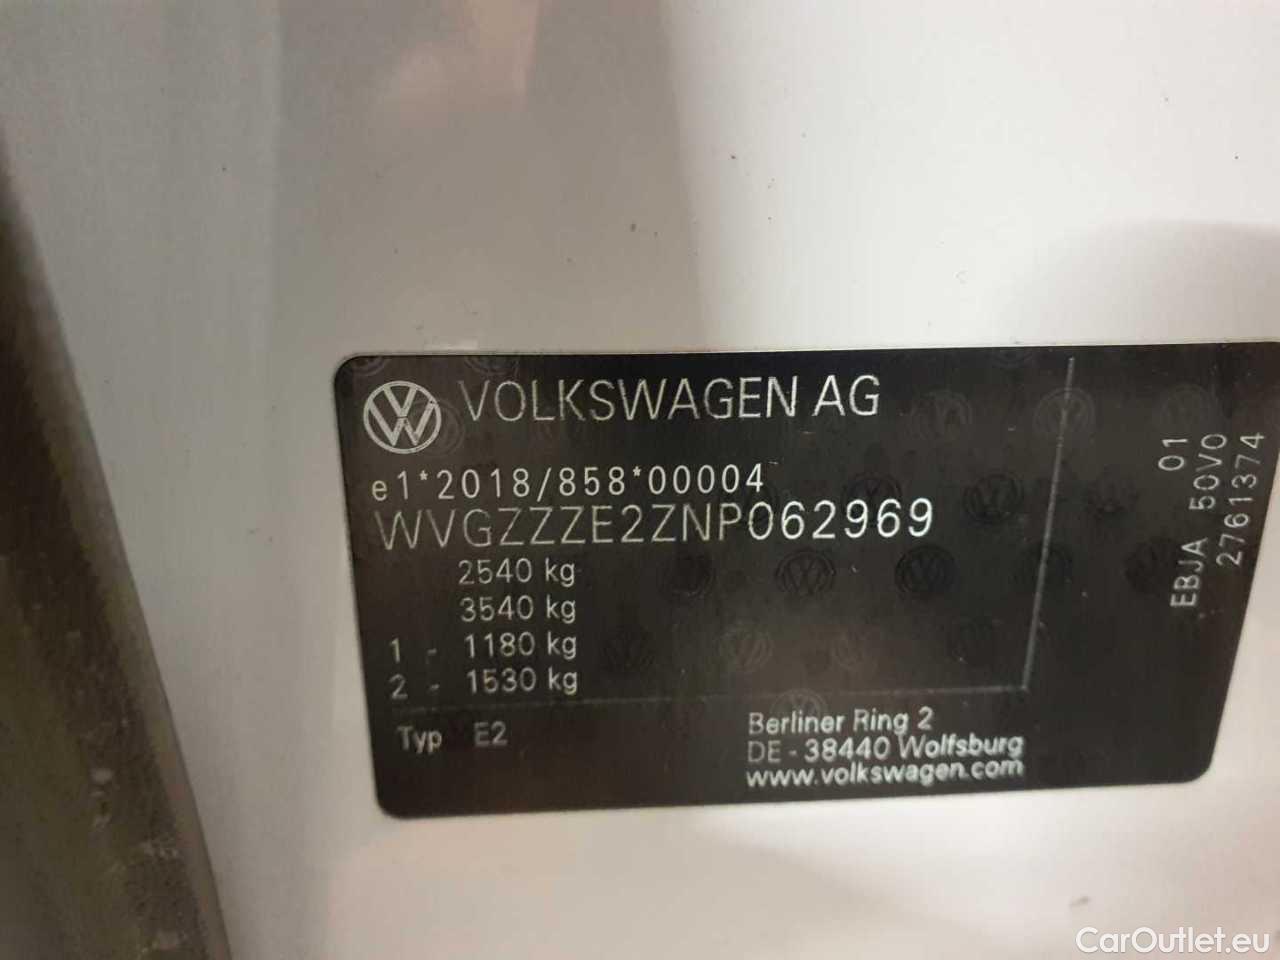 VOLKSWAGEN AG
e1*2018/858*00004
WVGZZZE2ZNP062969
2540 kg
3540 kg
1 - 1180 kg
2 - 1530 kg
Typ E2
Berliner Ring 2
DE - 38440 Wolfsburg
www.volkswagen.com
01
EBJA 50V0
2761374
CarOutlet.eu